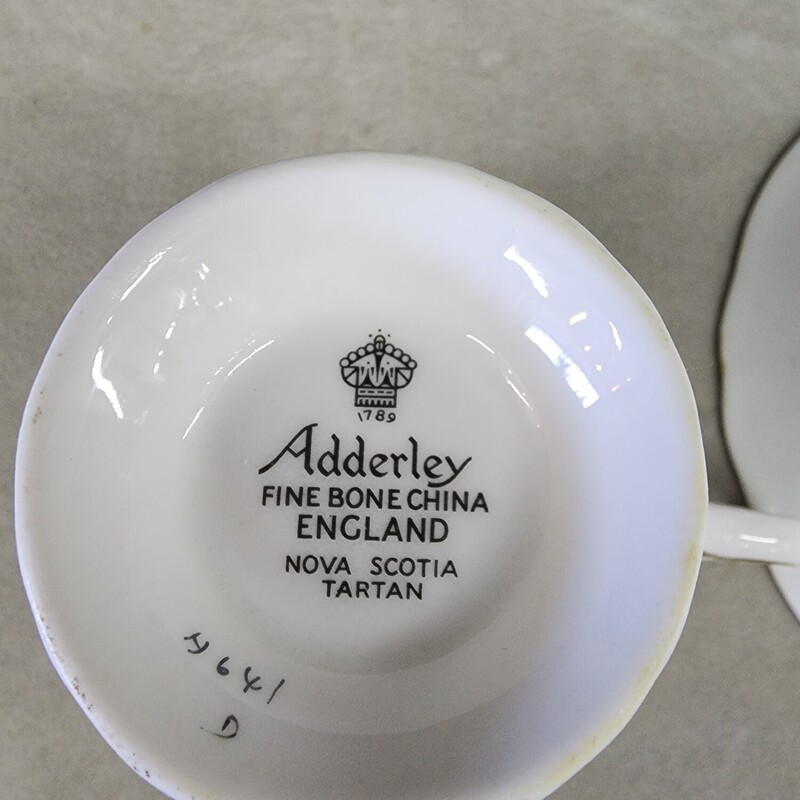 1789
Adderley
FINE BONE CHINA
ENGLAND
NOVA SCOTIA
TARTAN
H641
D